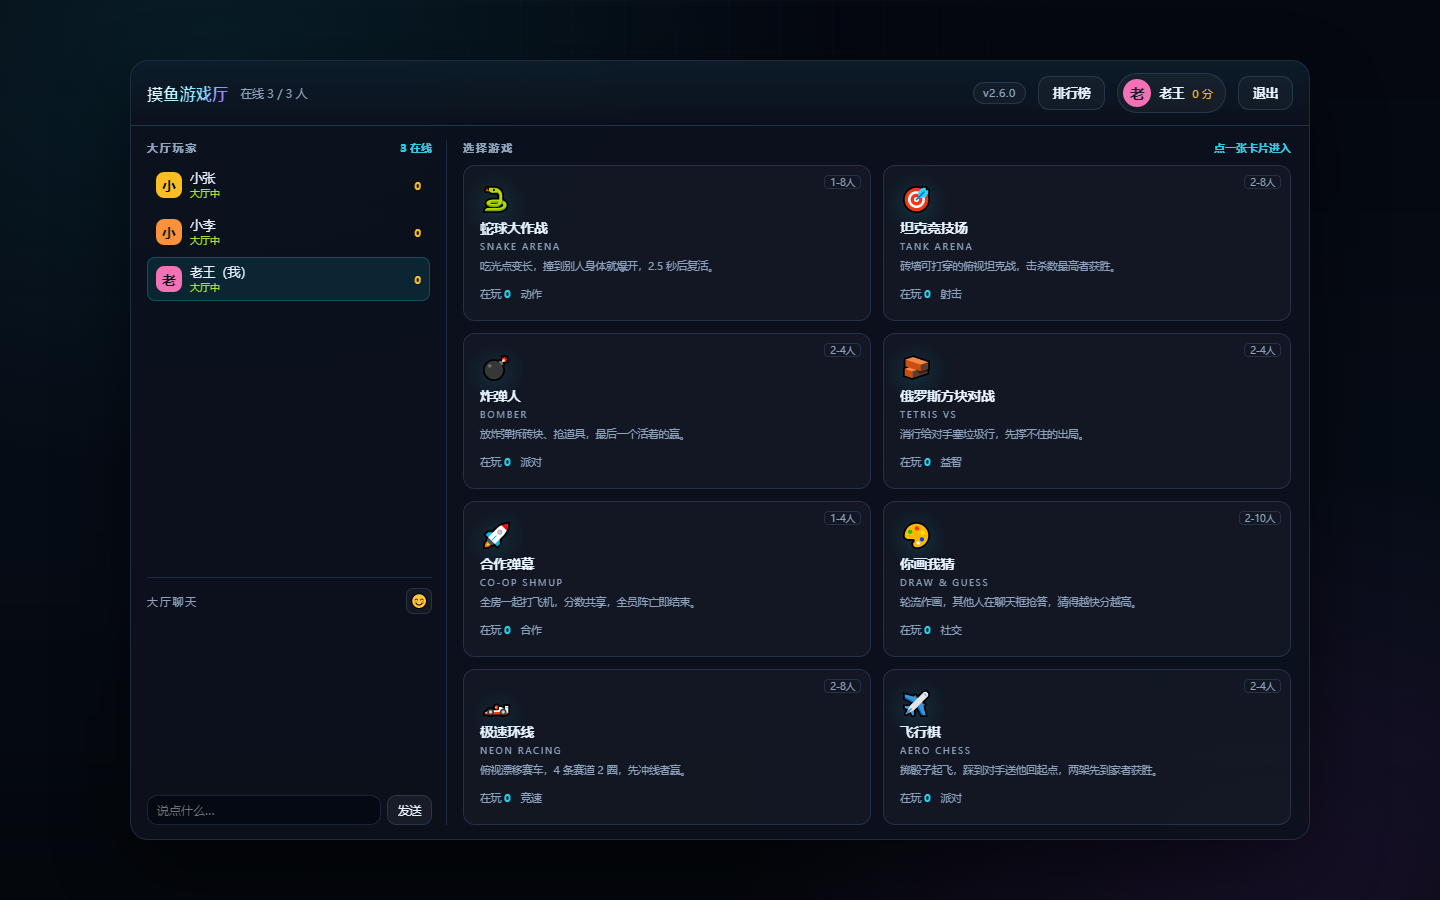 摸鱼游戏厅 在线 3 / 3 人
v2.6.0 排行榜 老 老王 0 分 退出
大厅玩家 3 在线
小 小张 0
大厅中
小 小李 0
大厅中
老 老王 (我) 0
大厅中
大厅聊天
说点什么...
发送
选择游戏 点一张卡片进入
1-8人
蛇球大作战
SNAKE ARENA
吃光点变长，撞到别人身体就爆开，2.5 秒后复活。
在玩 0 动作
2-8人
坦克竞技场
TANK ARENA
砖墙可打穿的俯视坦克战，击杀数最高者获胜。
在玩 0 射击
2-4人
炸弹人
BOMBER
放炸弹拆砖块、抢道具，最后一个活着的赢。
在玩 0 派对
2-4人
俄罗斯方块对战
TETRIS VS
消行给对手塞垃圾行，先撑不住的出局。
在玩 0 益智
1-4人
合作弹幕
CO-OP SHMUP
全房一起打飞机，分数共享，全员阵亡即结束。
在玩 0 合作
2-10人
你画我猜
DRAW & GUESS
轮流作画，其他人在聊天框抢答，猜得越快分越高。
在玩 0 社交
2-8人
极速环线
NEON RACING
俯视漂移赛车，4 条赛道 2 圈，先冲线者赢。
在玩 0 竞速
2-4人
飞行棋
AERO CHESS
掷骰子起飞，踩到对手送他回起点，两架先到家者获胜。
在玩 0 派对